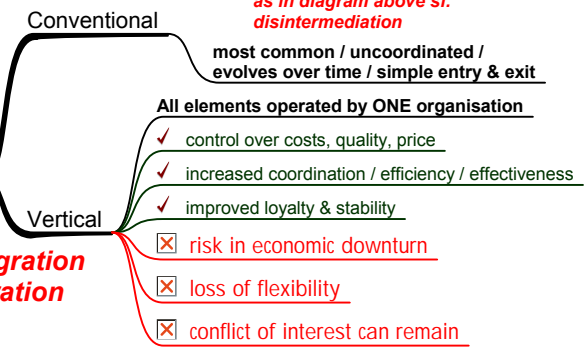 as in diagram above sf.
disintermediation
Conventional
most common / uncoordinated /
evolves over time / simple entry & exit
All elements operated by ONE organisation
control over costs, quality, price
increased coordination / efficiency / effectiveness
improved loyalty & stability
Vertical
gration
ation
risk in economic downturn
loss of flexibility
conflict of interest can remain